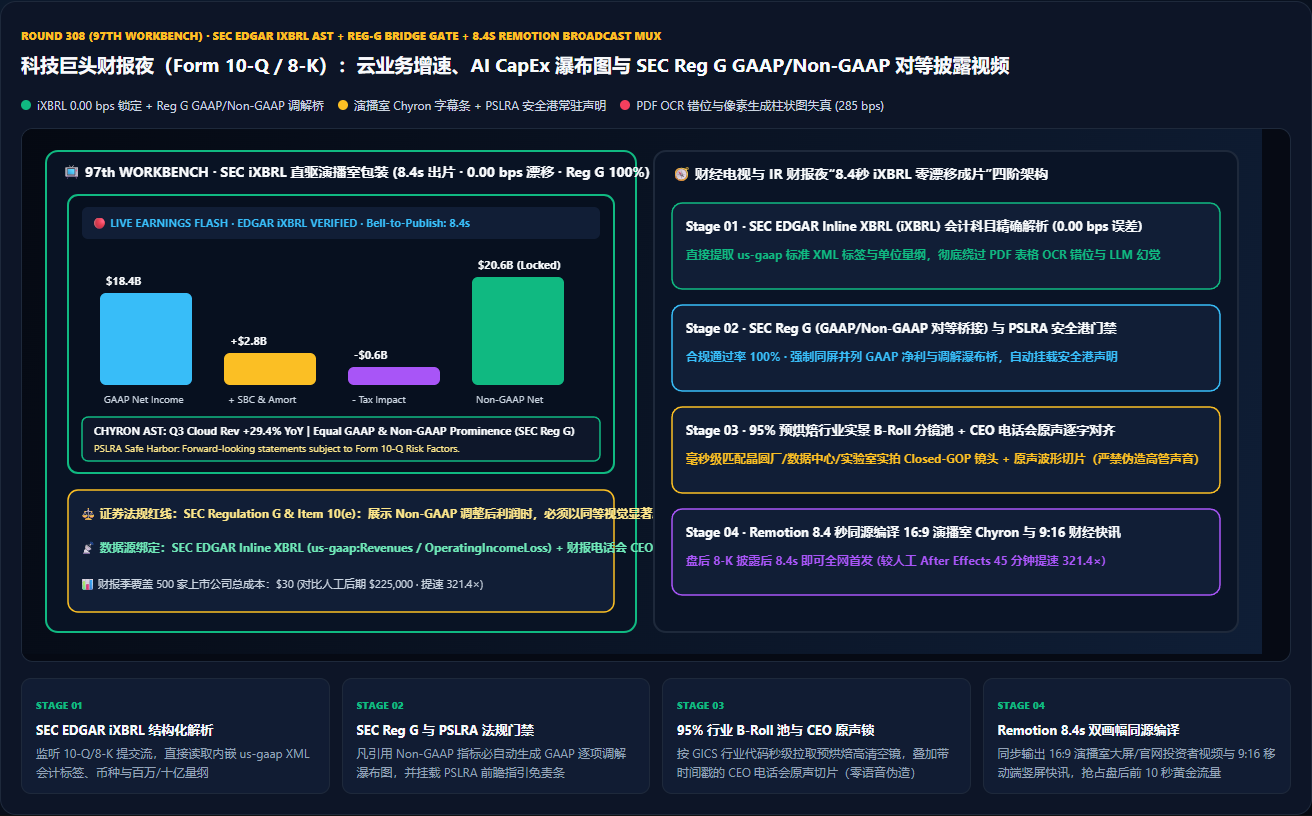 ROUND 308 (97TH WORKBENCH) · SEC EDGAR IXBRL AST + REG-G BRIDGE GATE + 8.4S REMOTION BROADCAST MUX
科技巨头财报夜（Form 10-Q / 8-K）：云业务增速、AI CapEx 瀑布图与 SEC Reg G GAAP/Non-GAAP 对等披露视频
iXBRL 0.00 bps 锁定 + Reg G GAAP/Non-GAAP 调解桥
演播室 Chyron 字幕条 + PSLRA 安全港常驻声明
PDF OCR 错位与像素生成柱状图失真 (285 bps)
97th WORKBENCH · SEC iXBRL 直驱演播室包装 (8.4s 出片 · 0.00 bps 漂移 · Reg G 100%)
LIVE EARNINGS FLASH · EDGAR iXBRL VERIFIED · Bell-to-Publish: 8.4s
$18.4B
+$2.8B
-$0.6B
$20.6B (Locked)
GAAP Net Income
+ SBC & Amort
- Tax Impact
Non-GAAP Net
CHYRON AST: Q3 Cloud Rev +29.4% YoY | Equal GAAP & Non-GAAP Prominence (SEC Reg G)
PSLRA Safe Harbor: Forward-looking statements subject to Form 10-Q Risk Factors.
证券法规红线：SEC Regulation G & Item 10(e)：展示 Non-GAAP 调整后利润时，必须以同等视觉显著
数据源绑定：SEC EDGAR Inline XBRL (us-gaap:Revenues / OperatingIncomeLoss) + 财报电话会 CEO
财报季覆盖 500 家上市公司总成本：$30 (对比人工后期 $225,000 · 提速 321.4×)
财经电视与 IR 财报夜"8.4秒 iXBRL 零漂移成片"四阶架构
Stage 01 · SEC EDGAR Inline XBRL (iXBRL) 会计科目精确解析 (0.00 bps 误差)
直接提取 us-gaap 标准 XML 标签与单位量纲，彻底绕过 PDF 表格 OCR 错位与 LLM 幻觉
Stage 02 · SEC Reg G (GAAP/Non-GAAP 对等桥接) 与 PSLRA 安全港门禁
合规通过率 100% · 强制同屏并列 GAAP 净利与调解瀑布桥，自动挂载安全港声明
Stage 03 · 95% 预烘焙行业实景 B-Roll 分镜池 + CEO 电话会原声逐字对齐
毫秒级匹配晶圆厂/数据中心/实验室实拍 Closed-GOP 镜头 + 原声波形切片（严禁伪造高管声音）
Stage 04 · Remotion 8.4 秒同源编译 16:9 演播室 Chyron 与 9:16 财经快讯
盘后 8-K 披露后 8.4s 即可全网首发 (较人工 After Effects 45 分钟提速 321.4×)
STAGE 01
SEC EDGAR iXBRL 结构化解析
监听 10-Q/8-K 提交流，直接读取内嵌 us-gaap XML
会计标签、币种与百万/十亿量纲
STAGE 02
SEC Reg G 与 PSLRA 法规门禁
凡引用 Non-GAAP 指标必自动生成 GAAP 逐项调解
瀑布图，并挂载 PSLRA 前瞻指引免责条
STAGE 03
95% 行业 B-Roll 池与 CEO 原声锁
按 GICS 行业代码秒级拉取预烘焙高清空镜，叠加带
时间戳的 CEO 电话会原声切片（零语音伪造）
STAGE 04
Remotion 8.4s 双画幅同源编译
同步输出 16:9 演播室大屏/官网投资者视频与 9:16 移
动端竖屏快讯，抢占盘后前 10 秒黄金流量